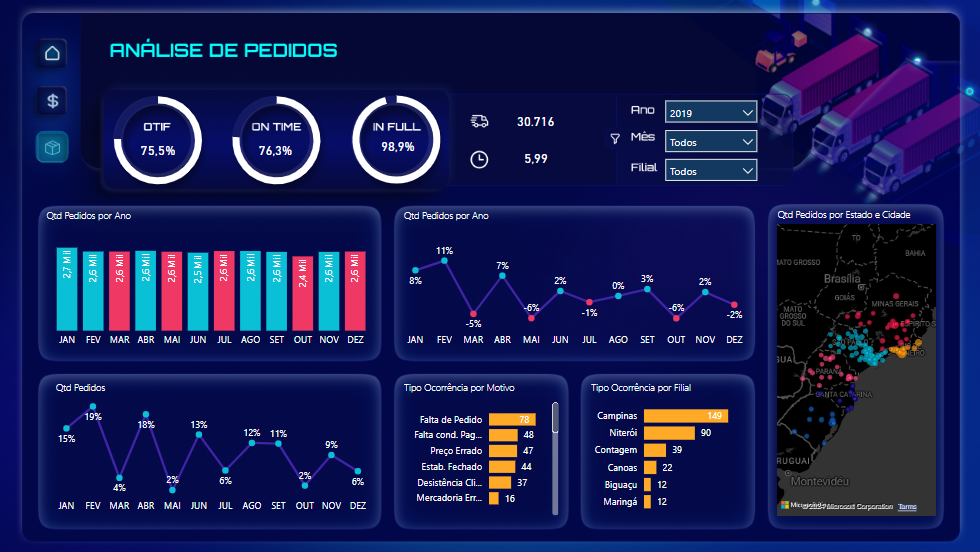 ANÁLISE DE PEDIDOS
OTIF
75,5%
ON TIME
76,3%
IN FULL
98,9%
30.716
5,99
Ano
2019
Mês
Todos
Filial
Todos
Qtd Pedidos por Ano
2,7 Mil
2,6 Mil
2,6 Mil
2,6 Mil
2,6 Mil
2,5 Mil
2,6 Mil
2,6 Mil
2,6 Mil
2,4 Mil
2,6 Mil
2,6 Mil
JAN FEV MAR ABR MAI JUN JUL AGO SET OUT NOV DEZ
Qtd Pedidos por Ano
8%
11%
-5%
7%
-6%
2%
-1%
0%
3%
-6%
2%
-2%
JAN FEV MAR ABR MAI JUN JUL AGO SET OUT NOV DEZ
Qtd Pedidos por Estado e Cidade
TO
BAHIA
MATO GROSSO
Brasília
GOIÁS
MINAS GERAIS
MATO
GROSSO
DO SUL
PARANÁ
SANTA CATARINA
URUGUAI
Montevidéu
Microsoft Corporation
Terms
Qtd Pedidos
15%
19%
4%
18%
2%
13%
6%
12%
11%
2%
9%
6%
JAN FEV MAR ABR MAI JUN JUL AGO SET OUT NOV DEZ
Tipo Ocorrência por Motivo
Falta de Pedido 78
Falta cond. Pag... 48
Preço Errado 47
Estab. Fechado 44
Desistência Cli... 37
Mercadoria Err... 16
Tipo Ocorrência por Filial
Campinas 149
Niterói 90
Contagem 39
Canoas 22
Biguaçu 12
Maringá 12